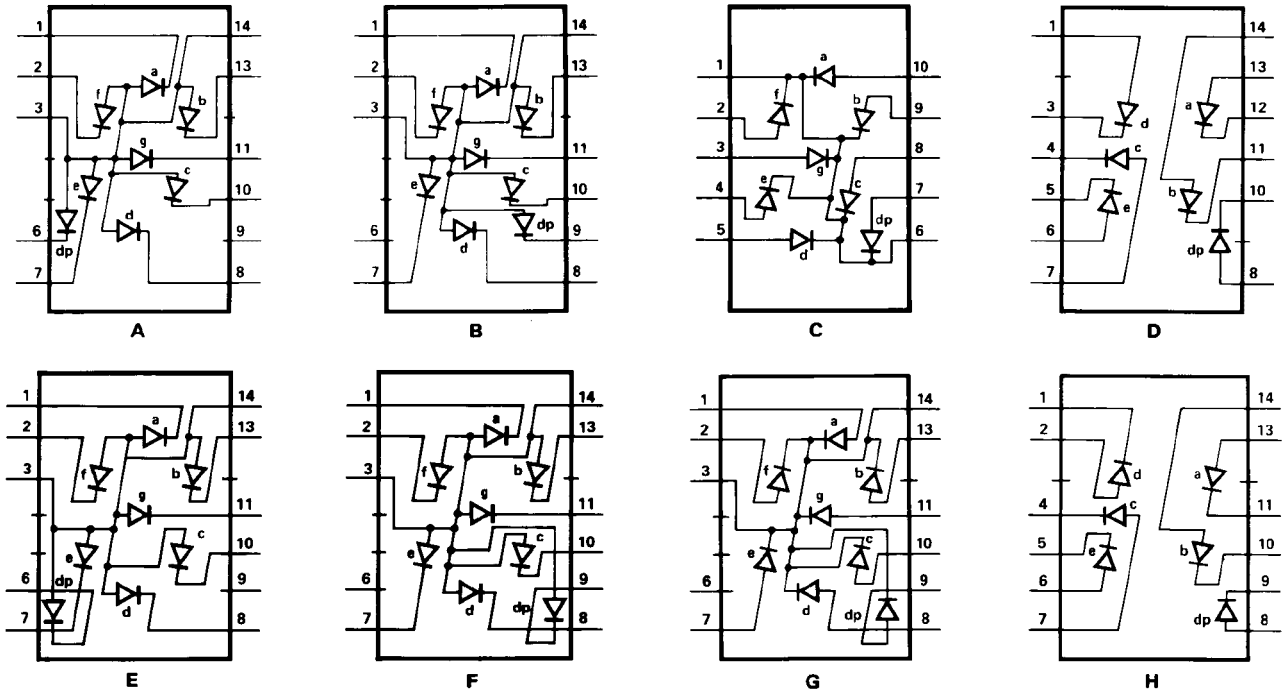 1 14 1 14 1 14
2 a 13 2 a 13 1 a 10 13
f b f b f b 9 a
3 3 2 3 d 12
g 11 g 11 3 g 8 4 c 11
e c e c 4 e c 7 5 b
10 10 dp e 10
d dp 5 d 6 6
6 dp 9 6 d 9 dp
7 8 7 8 7 8
A B C D
1 14 1 14 1 14 1 14
2 a 13 2 a 13 2 a 13 2 13
f b f b f b d a
3 3 3
g 11 g 11 g 11 4 c 11
e c e c e c e b
10 10 10 5 10
6 dp 9 6 9 6 9 6 9
d d dp d dp dp
7 8 7 8 7 8 7 8
E F G H